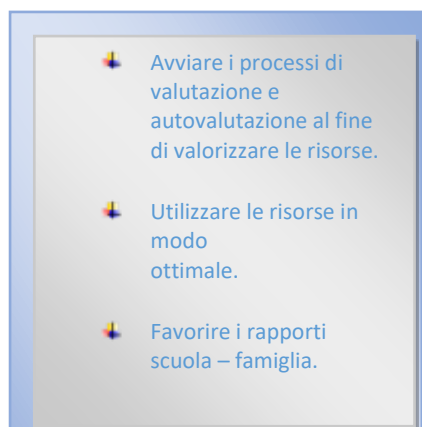 Avviare i processi di
valutazione e
autovalutazione al fine
di valorizzare le risorse.
Utilizzare le risorse in
modo
ottimale.
Favorire i rapporti
scuola – famiglia.